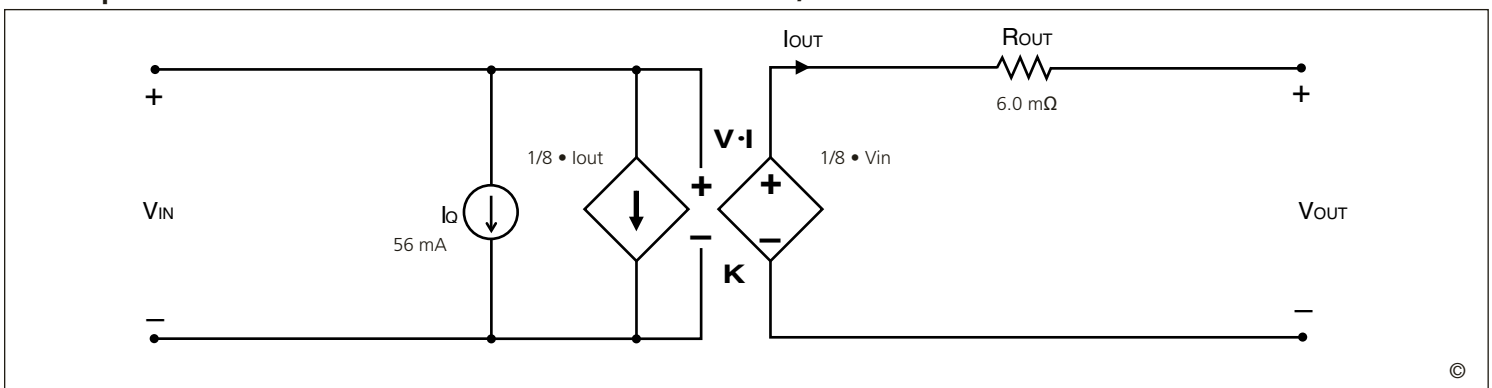 IOUT
ROUT
6.0 mΩ
+
+
V·I
1/8 • Iout
1/8 • Vin
+
+
VIN
IQ
VOUT
–
–
56 mA
K
–
–
©